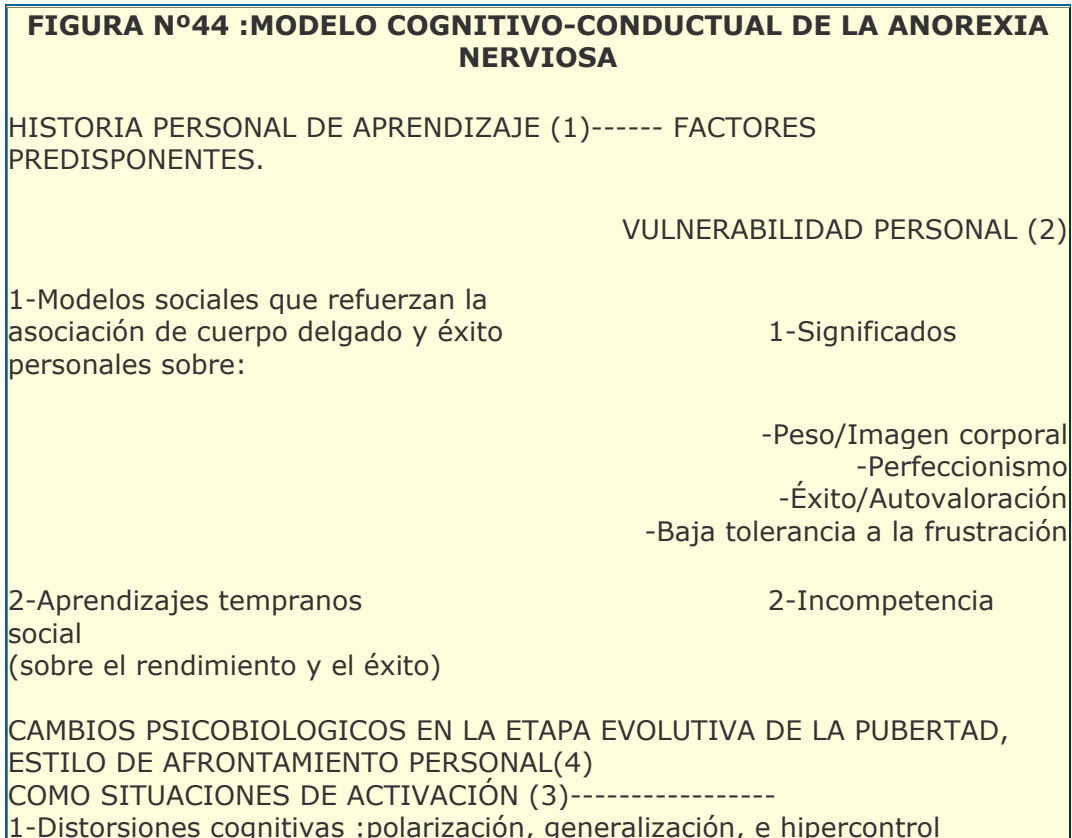 FIGURA Nº44 :MODELO COGNITIVO-CONDUCTUAL DE LA ANOREXIA
NERVIOSA
HISTORIA PERSONAL DE APRENDIZAJE (1)------ FACTORES
PREDISPONENTES.
VULNERABILIDAD PERSONAL (2)
1-Modelos sociales que refuerzan la
asociación de cuerpo delgado y éxito 1-Significados
personales sobre:
-Peso/Imagen corporal
-Perfeccionismo
-Éxito/Autovaloración
-Baja tolerancia a la frustración
2-Aprendizajes tempranos 2-Incompetencia
social
(sobre el rendimiento y el éxito)
CAMBIOS PSICOBIOLOGICOS EN LA ETAPA EVOLUTIVA DE LA PUBERTAD,
ESTILO DE AFRONTAMIENTO PERSONAL(4)
COMO SITUACIONES DE ACTIVACIÓN (3)-----------------
1-Distorsiones cognitivas :polarización, generalización, e hipercontrol